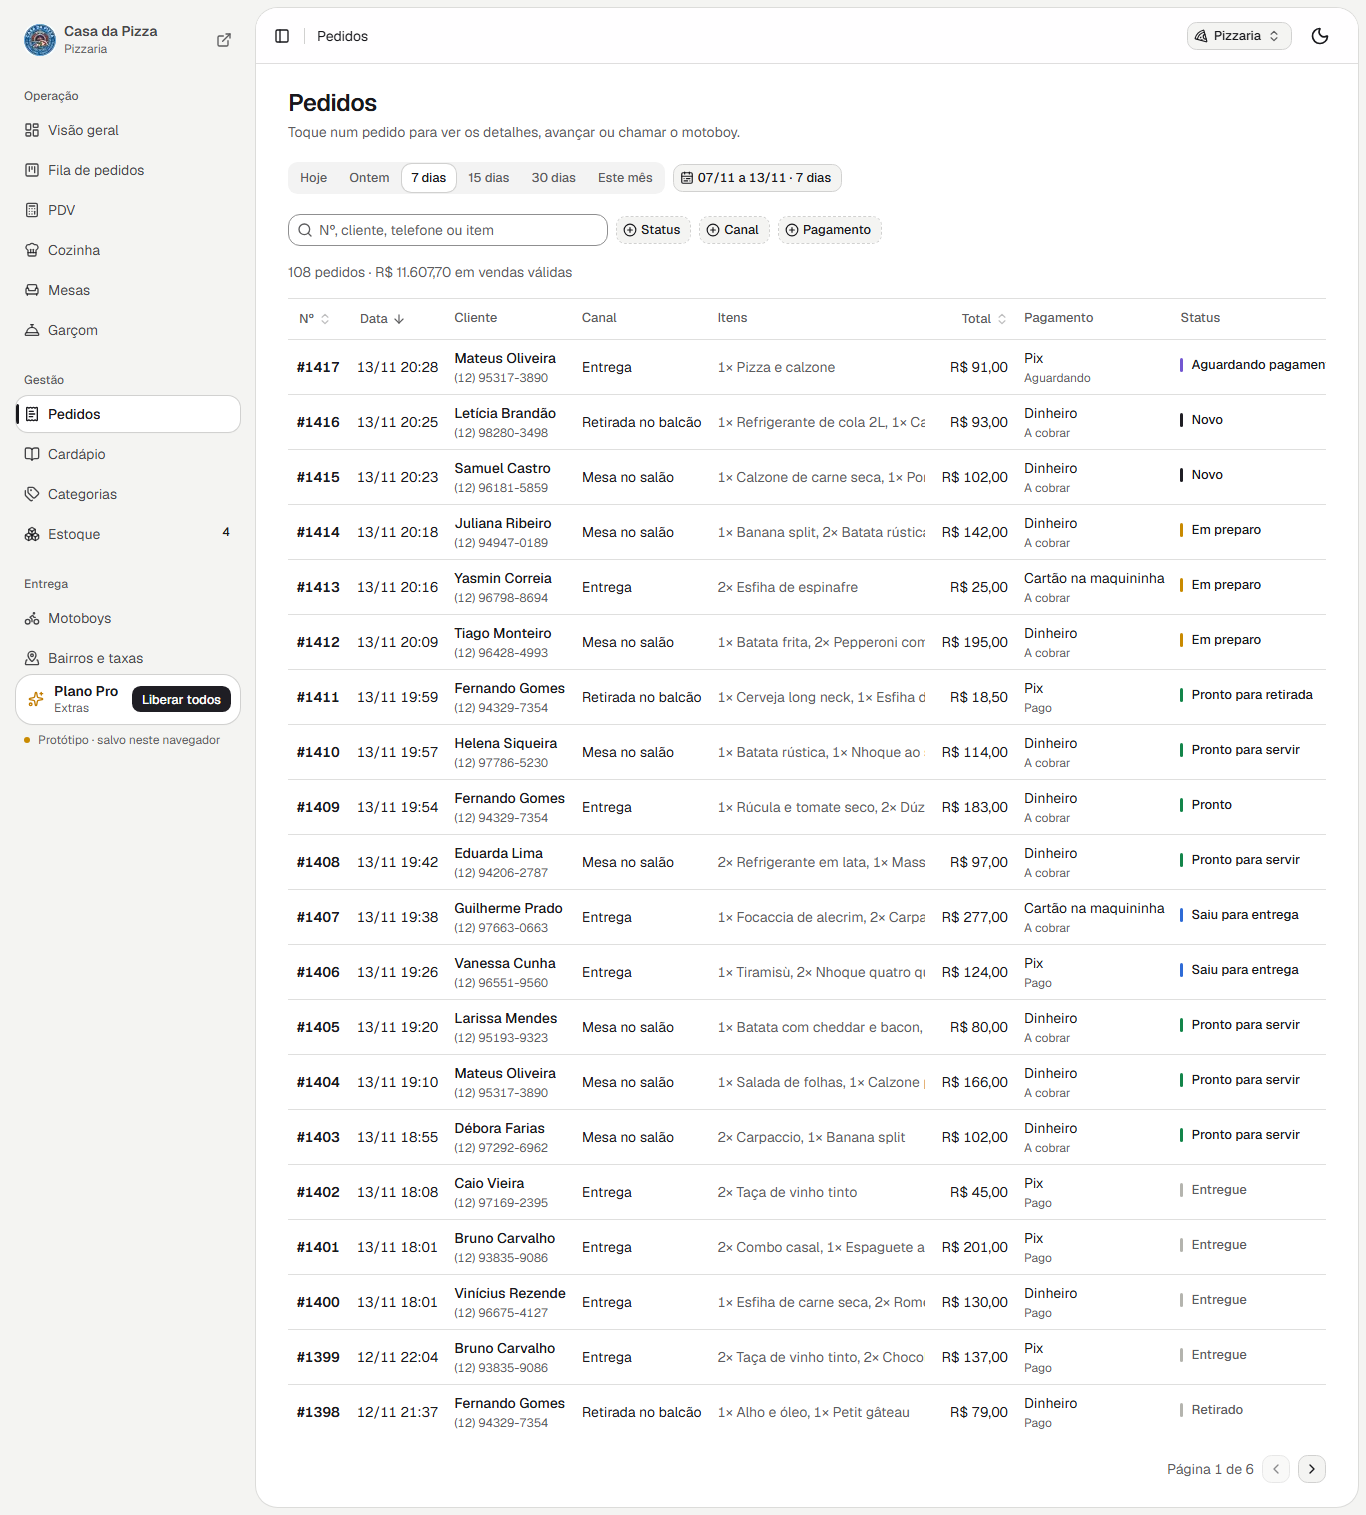 Casa da Pizza
Pizzaria
Operação
Visão geral
Fila de pedidos
PDV
Cozinha
Mesas
Garçom
Gestão
Pedidos
Cardápio
Categorias
Estoque 4
Entrega
Motoboys
Bairros e taxas
Plano Pro
Extras
Liberar todos
Protótipo · salvo neste navegador
Pedidos
Pizzaria
Pedidos
Toque num pedido para ver os detalhes, avançar ou chamar o motoboy.
Hoje Ontem 7 dias 15 dias 30 dias Este mês 07/11 a 13/11 · 7 dias
Nº, cliente, telefone ou item Status Canal Pagamento
108 pedidos · R$ 11.607,70 em vendas válidas
Nº Data Cliente Canal Itens Total Pagamento Status
#1417 13/11 20:28 Mateus Oliveira (12) 95317-3890 Entrega 1× Pizza e calzone R$ 91,00 Pix Aguardando Aguardando pagamen
#1416 13/11 20:25 Letícia Brandão (12) 98280-3498 Retirada no balcão 1× Refrigerante de cola 2L, 1× Ca R$ 93,00 Dinheiro A cobrar Novo
#1415 13/11 20:23 Samuel Castro (12) 96181-5859 Mesa no salão 1× Calzone de carne seca, 1× Por R$ 102,00 Dinheiro A cobrar Novo
#1414 13/11 20:18 Juliana Ribeiro (12) 94947-0189 Mesa no salão 1× Banana split, 2× Batata rústica R$ 142,00 Dinheiro A cobrar Em preparo
#1413 13/11 20:16 Yasmin Correia (12) 96798-8694 Entrega 2× Esfiha de espinafre R$ 25,00 Cartão na maquininha A cobrar Em preparo
#1412 13/11 20:09 Tiago Monteiro (12) 96428-4993 Mesa no salão 1× Batata frita, 2× Pepperoni com R$ 195,00 Dinheiro A cobrar Em preparo
#1411 13/11 19:59 Fernando Gomes (12) 94329-7354 Retirada no balcão 1× Cerveja long neck, 1× Esfiha d R$ 18,50 Pix Pago Pronto para retirada
#1410 13/11 19:57 Helena Siqueira (12) 97786-5230 Mesa no salão 1× Batata rústica, 1× Nhoque ao R$ 114,00 Dinheiro A cobrar Pronto para servir
#1409 13/11 19:54 Fernando Gomes (12) 94329-7354 Entrega 1× Rúcula e tomate seco, 2× Dúz R$ 183,00 Dinheiro A cobrar Pronto
#1408 13/11 19:42 Eduarda Lima (12) 94206-2787 Mesa no salão 2× Refrigerante em lata, 1× Mass R$ 97,00 Dinheiro A cobrar Pronto para servir
#1407 13/11 19:38 Guilherme Prado (12) 97663-0663 Entrega 1× Focaccia de alecrim, 2× Carpa R$ 277,00 Cartão na maquininha A cobrar Saiu para entrega
#1406 13/11 19:26 Vanessa Cunha (12) 96551-9560 Entrega 1× Tiramisù, 2× Nhoque quatro qu R$ 124,00 Pix Pago Saiu para entrega
#1405 13/11 19:20 Larissa Mendes (12) 95193-9323 Mesa no salão 1× Batata com cheddar e bacon, R$ 80,00 Dinheiro A cobrar Pronto para servir
#1404 13/11 19:10 Mateus Oliveira (12) 95317-3890 Mesa no salão 1× Salada de folhas, 1× Calzone R$ 166,00 Dinheiro A cobrar Pronto para servir
#1403 13/11 18:55 Débora Farias (12) 97292-6962 Mesa no salão 2× Carpaccio, 1× Banana split R$ 102,00 Dinheiro A cobrar Pronto para servir
#1402 13/11 18:08 Caio Vieira (12) 97169-2395 Entrega 2× Taça de vinho tinto R$ 45,00 Pix Pago Entregue
#1401 13/11 18:01 Bruno Carvalho (12) 93835-9086 Entrega 2× Combo casal, 1× Espaguete a R$ 201,00 Pix Pago Entregue
#1400 13/11 18:01 Vinícius Rezende (12) 96675-4127 Entrega 1× Esfiha de carne seca, 2× Rome R$ 130,00 Dinheiro Pago Entregue
#1399 12/11 22:04 Bruno Carvalho (12) 93835-9086 Entrega 2× Taça de vinho tinto, 2× Choco R$ 137,00 Pix Pago Entregue
#1398 12/11 21:37 Fernando Gomes (12) 94329-7354 Retirada no balcão 1× Alho e óleo, 1× Petit gâteau R$ 79,00 Dinheiro Pago Retirado
Página 1 de 6